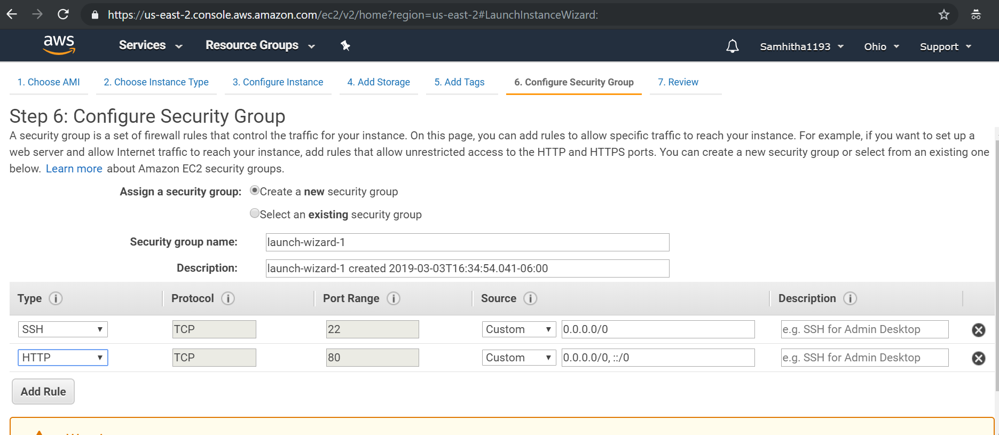 https://us-east-2.console.aws.amazon.com/ec2/v2/home?region=us-east-2#LaunchInstanceWizard:
aws Services Resource Groups Samhitha1193 Ohio Support
1. Choose AMI 2. Choose Instance Type 3. Configure Instance 4. Add Storage 5. Add Tags 6. Configure Security Group 7. Review
Step 6: Configure Security Group
A security group is a set of firewall rules that control the traffic for your instance. On this page, you can add rules to allow specific traffic to reach your instance. For example, if you want to set up a
web server and allow Internet traffic to reach your instance, add rules that allow unrestricted access to the HTTP and HTTPS ports. You can create a new security group or select from an existing one
below. Learn more about Amazon EC2 security groups.
Assign a security group: Create a new security group
Select an existing security group
Security group name: launch-wizard-1
Description: launch-wizard-1 created 2019-03-03T16:34:54.041-06:00
Type i Protocol i Port Range i Source i Description i
SSH TCP 22 Custom 0.0.0.0/0 e.g. SSH for Admin Desktop
HTTP TCP 80 Custom 0.0.0.0/0, ::/0 e.g. SSH for Admin Desktop
Add Rule